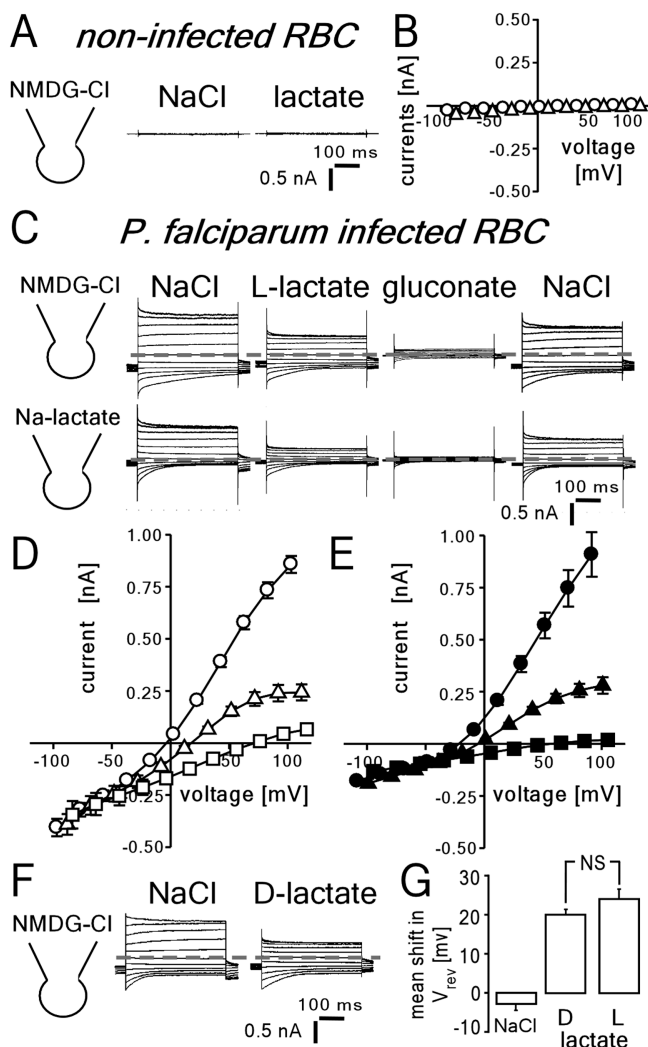 A non-infected RBC
NMDG-Cl
NaCl lactate
100 ms
0.5 nA
B
currents [nA]
0.50
0.25
-100 -50 50 100
-0.25
-0.50
voltage
[mV]
C P. falciparum infected RBC
NMDG-Cl
NaCl L-lactate gluconate NaCl
Na-lactate
100 ms
0.5 nA
D
current [nA]
1.00
0.75
0.50
0.25
-100 -50 50 100
-0.25
-0.50
voltage [mV]
E
current [nA]
1.00
0.75
0.50
0.25
-100 -50 50 100
-0.25
-0.50
voltage [mV]
F
NMDG-Cl
NaCl D-lactate
100 ms
0.5 nA
G
mean shift in
Vrev [mv]
NS
30
20
10
0
-10
NaCl D L
lactate